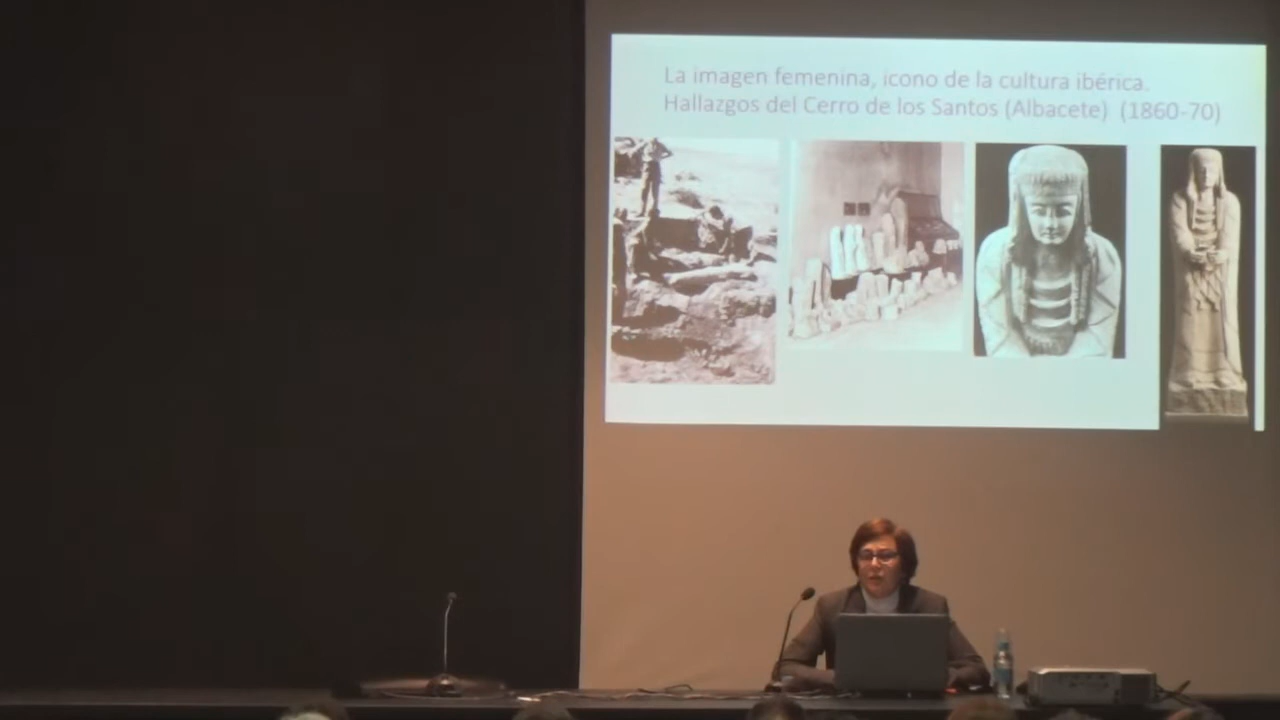 La imagen femenina, icono de la cultura ibérica.
Hallazgos del Cerro de los Santos (Albacete) (1860-70)